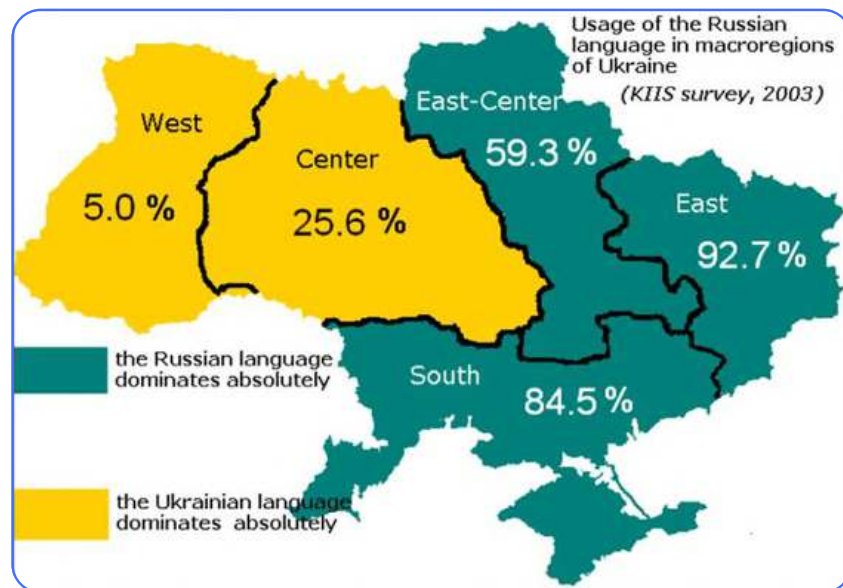 Usage of the Russian
language in macroregions
of Ukraine
(KIIS survey, 2003)
West
5.0 %
Center
25.6 %
East-Center
59.3 %
East
92.7 %
South
84.5 %
the Russian language
dominates absolutely
the Ukrainian language
dominates absolutely